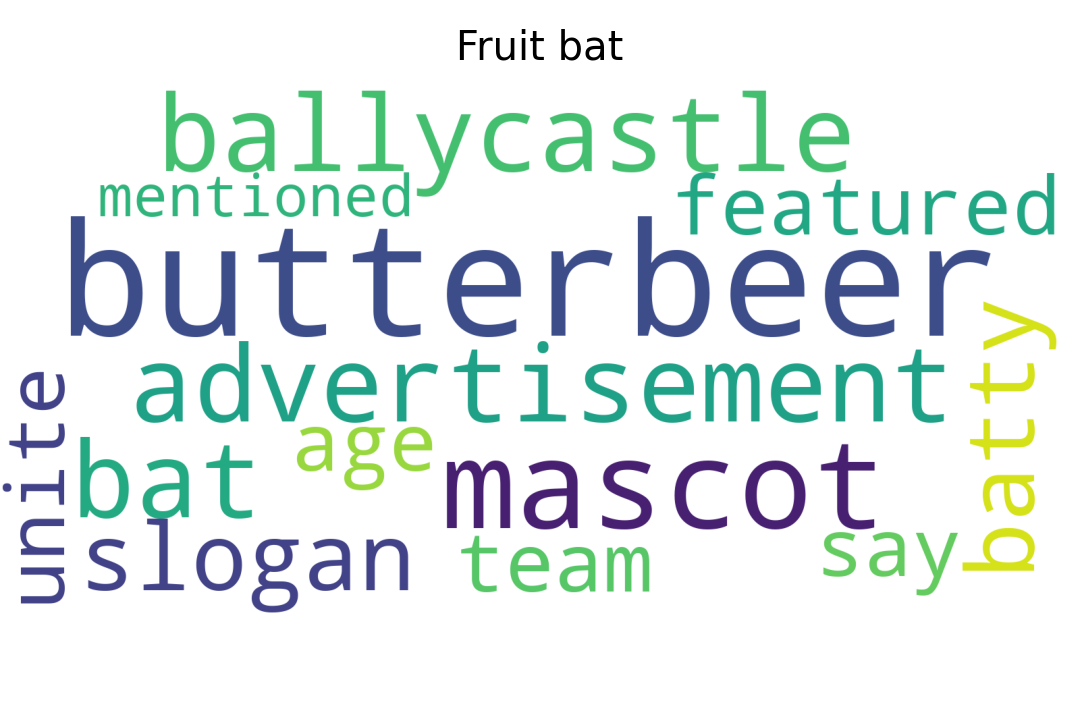 Fruit bat
ballycastle
mentioned
featured
butterbeer
advertisement
batty
unite
age
bat
mascot
slogan
team
say